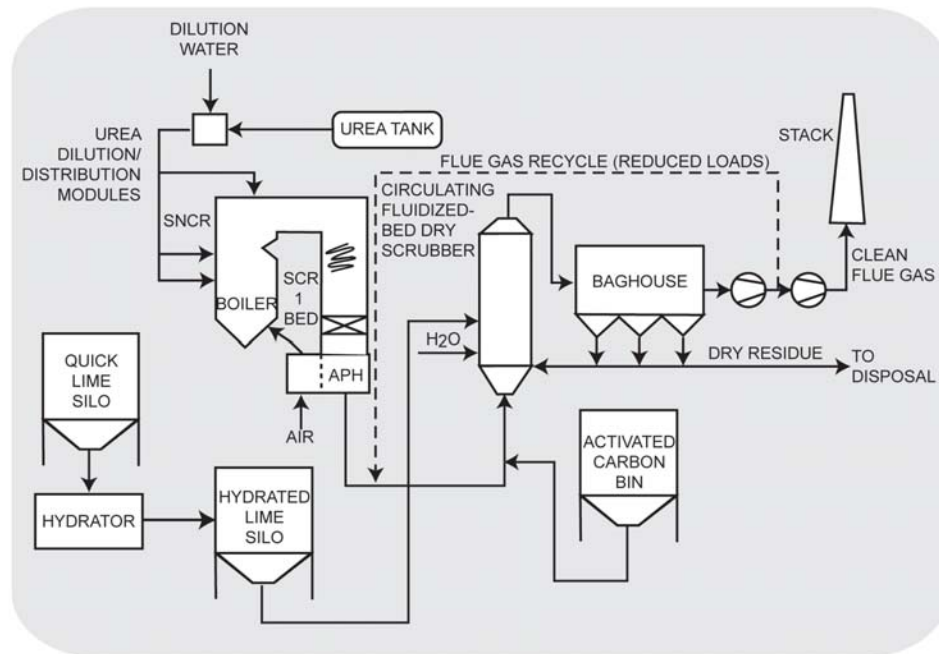 DILUTION
WATER
UREA
DILUTION/
DISTRIBUTION
MODULES
UREA TANK
FLUE GAS RECYCLE (REDUCED LOADS)
STACK
CIRCULATING
FLUIDIZED-
BED DRY
SCRUBBER
SNCR
SCR
1
BED
BOILER
BAGHOUSE
CLEAN
FLUE GAS
H2O
QUICK
LIME
SILO
APH
DRY RESIDUE
TO
DISPOSAL
AIR
ACTIVATED
CARBON
BIN
HYDRATOR
HYDRATED
LIME
SILO